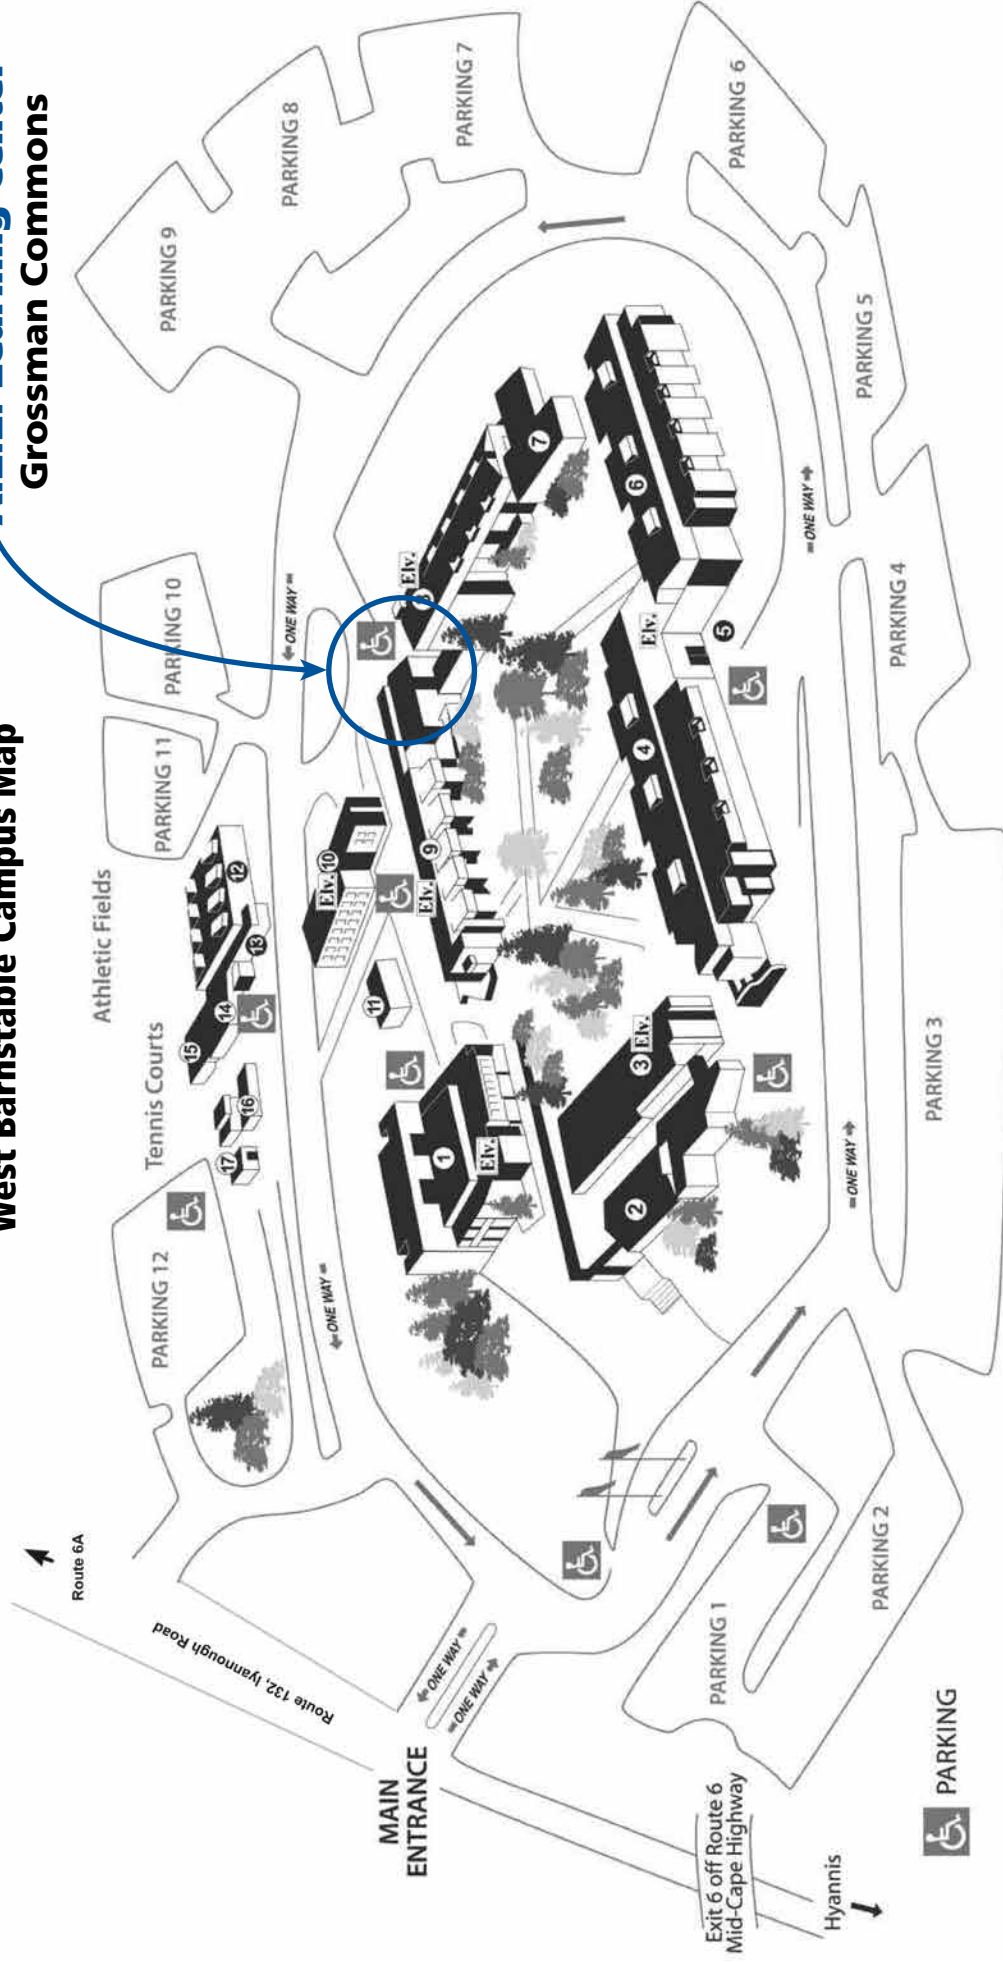 West Barnstable Campus Map
Learning Center
Grossman Commons
Route 6A
Route 132, Iyannough Road
Athletic Fields
Tennis Courts
PARKING 12
PARKING 11
PARKING 10
PARKING 9
PARKING 8
PARKING 7
PARKING 6
PARKING 5
PARKING 4
PARKING 3
PARKING 2
PARKING 1
17
16
15
14
13
12
ONE WAY
ONE WAY
Elv. 10
Elv.
9
11
8 Elv.
7
1
Elv.
2
3 Elv.
4
Elv.
5
6
ONE WAY
ONE WAY
ONE WAY
ONE WAY
MAIN
ENTRANCE
Exit 6 off Route 6
Mid-Cape Highway
Hyannis
PARKING